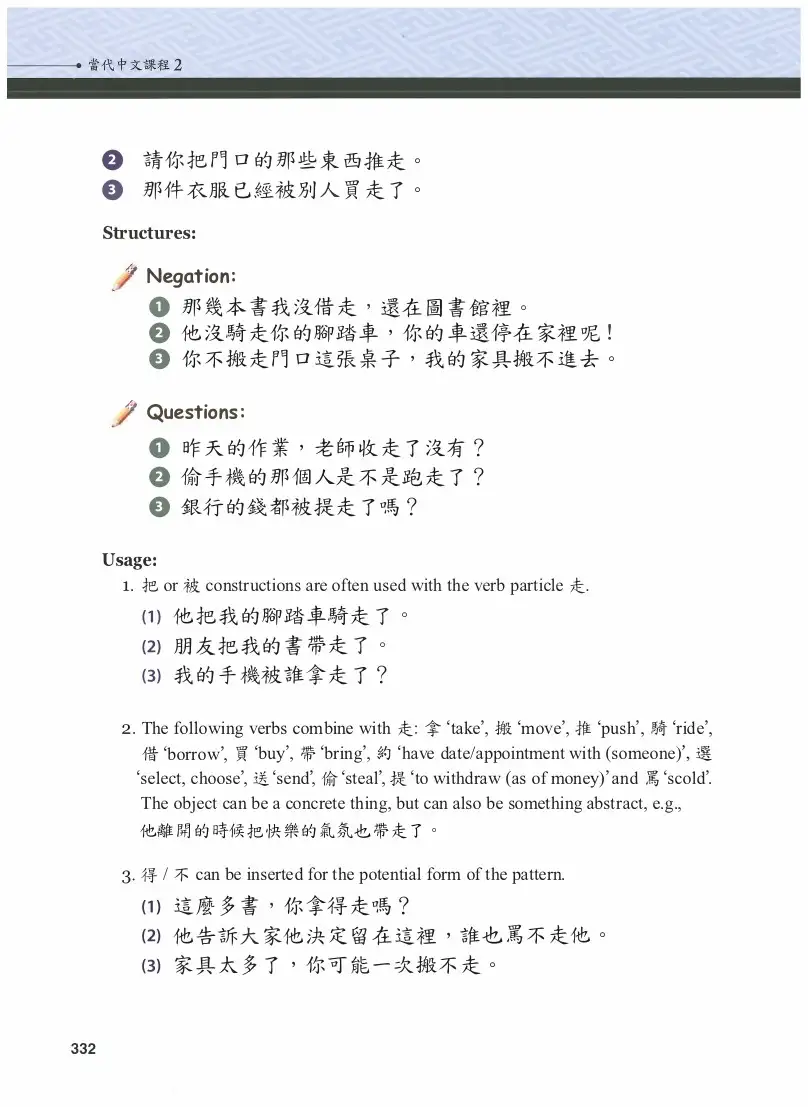 當代中文課程 2
2 請你把門口的那些東西推走。
3 那件衣服已經被別人買走了。
Structures:
Negation:
1 那幾本書我沒借走，還在圖書館裡。
2 他沒騎走你的腳踏車，你的車還停在家裡呢！
3 你不搬走門口這張桌子，我的家具搬不進去。
Questions:
1 昨天的作業，老師收走了沒有？
2 偷手機的那個人是不是跑走了？
3 銀行的錢都被提走了嗎？
Usage:
1. 把 or 被 constructions are often used with the verb particle 走.
(1) 他把我的腳踏車騎走了。
(2) 朋友把我的書帶走了。
(3) 我的手機被誰拿走了？
2. The following verbs combine with 走: 拿 ‘take’, 搬 ‘move’, 推 ‘push’, 騎 ‘ride’,
借 ‘borrow’, 買 ‘buy’, 帶 ‘bring’, 約 ‘have date/appointment with (someone)’, 選
‘select, choose’, 送 ‘send’, 偷 ‘steal’, 提 ‘to withdraw (as of money)’ and 罵 ‘scold’.
The object can be a concrete thing, but can also be something abstract, e.g.,
他離開的時候把快樂的氣氛也帶走了。
3. 得 / 不 can be inserted for the potential form of the pattern.
(1) 這麼多書，你拿得走嗎？
(2) 他告訴大家他決定留在這裡，誰也罵不走他。
(3) 家具太多了，你可能一次搬不走。
332